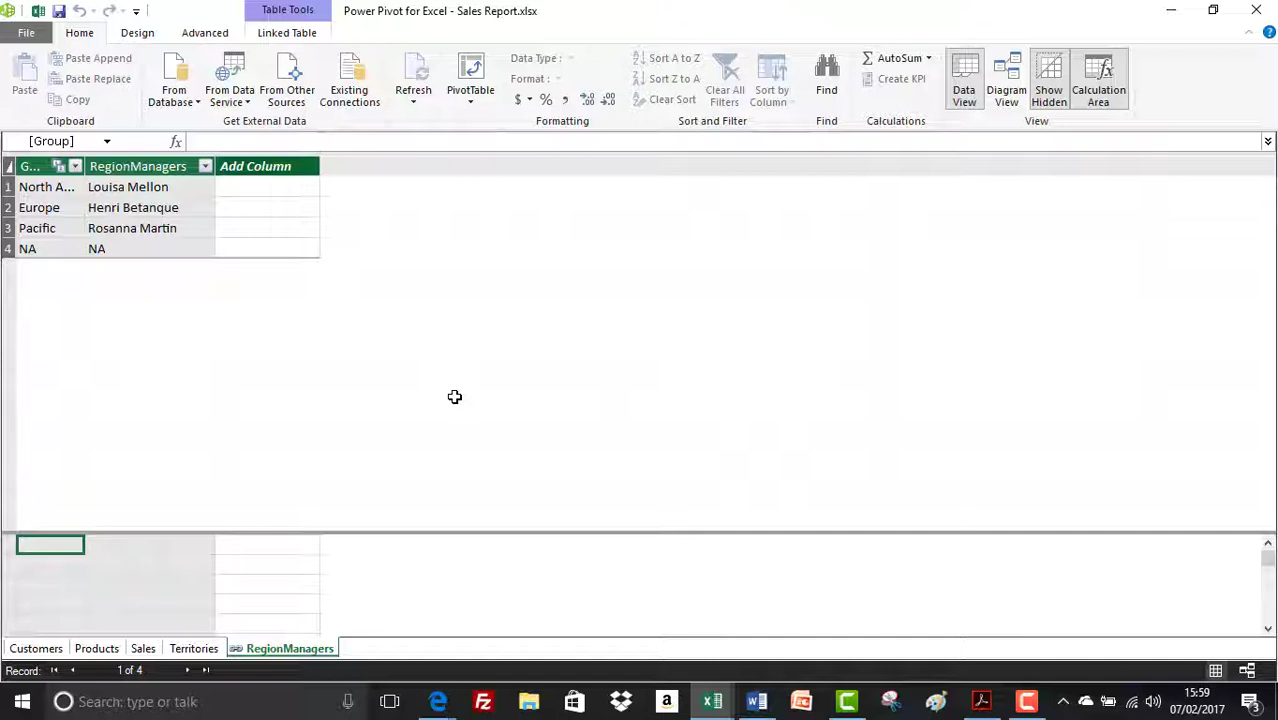 Table Tools
Power Pivot for Excel - Sales Report.xlsx
File
Home
Design
Advanced
Linked Table
Paste
Paste Append
Paste Replace
Copy
Clipboard
From Database
From Data Service
From Other Sources
Existing Connections
Get External Data
Refresh
PivotTable
Data Type :
Format :
$ % ,
Formatting
Sort A to Z
Sort Z to A
Clear Sort
Clear All Filters
Sort by Column
Sort and Filter
Find
Find
AutoSum
Create KPI
Calculations
Data View
Diagram View
Show Hidden
Calculation Area
View
[Group]
fx
G... RegionManagers Add Column
1 North A... Louisa Mellon
2 Europe Henri Betanque
3 Pacific Rosanna Martin
4 NA NA
Customers Products Sales Territories RegionManagers
Record: 1 of 4
Search: type or talk
15:59
07/02/2017
3